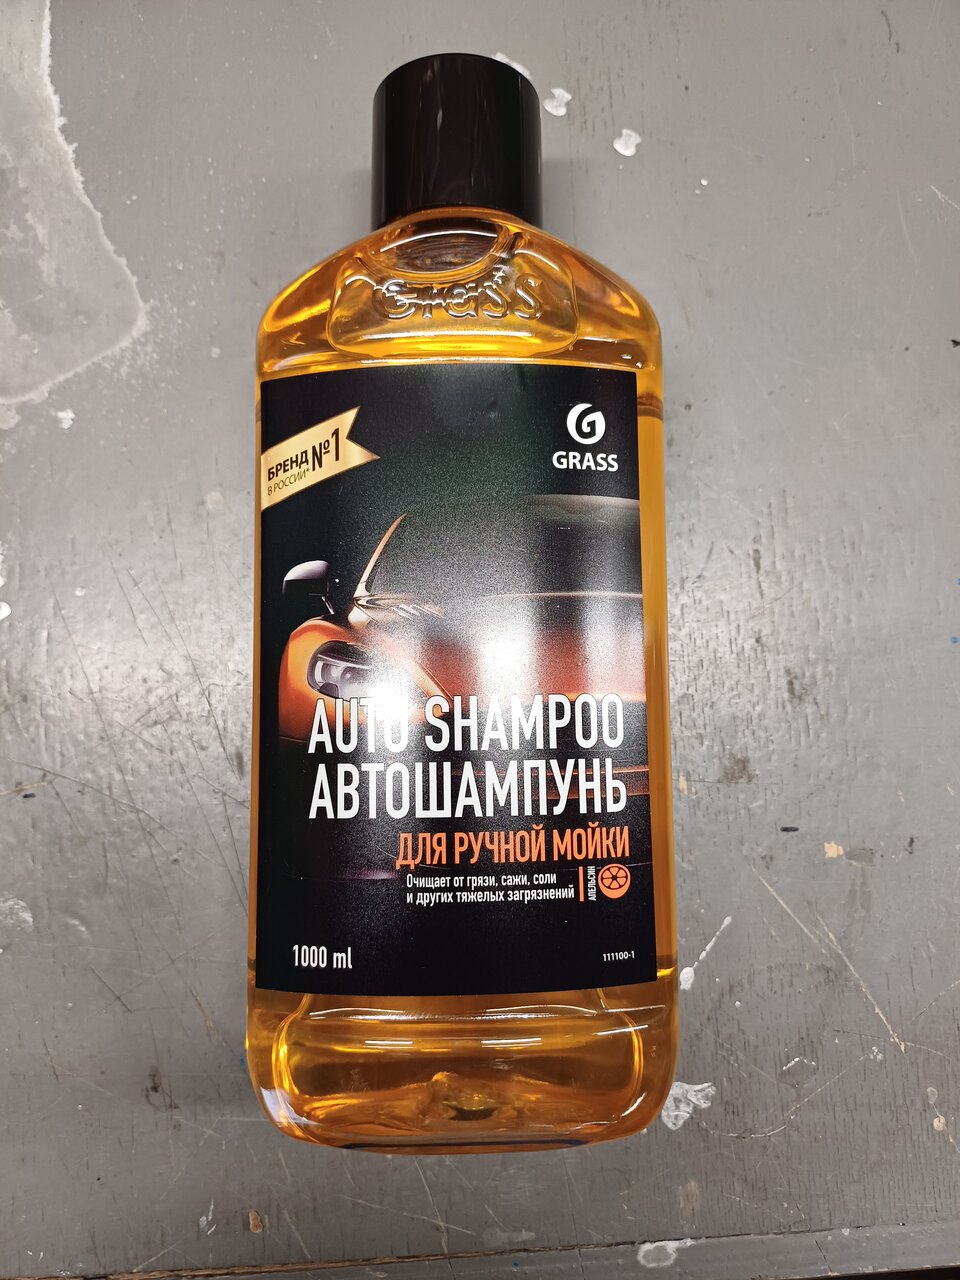 Grass
GRASS
БРЕНД №1
В РОССИИ*
AUTO SHAMPOO
АВТОШАМПУНЬ
ДЛЯ РУЧНОЙ МОЙКИ
Очищает от грязи, сажи, соли
и других тяжелых загрязнений
АПЕЛЬСИН
1000 ml
111100-1